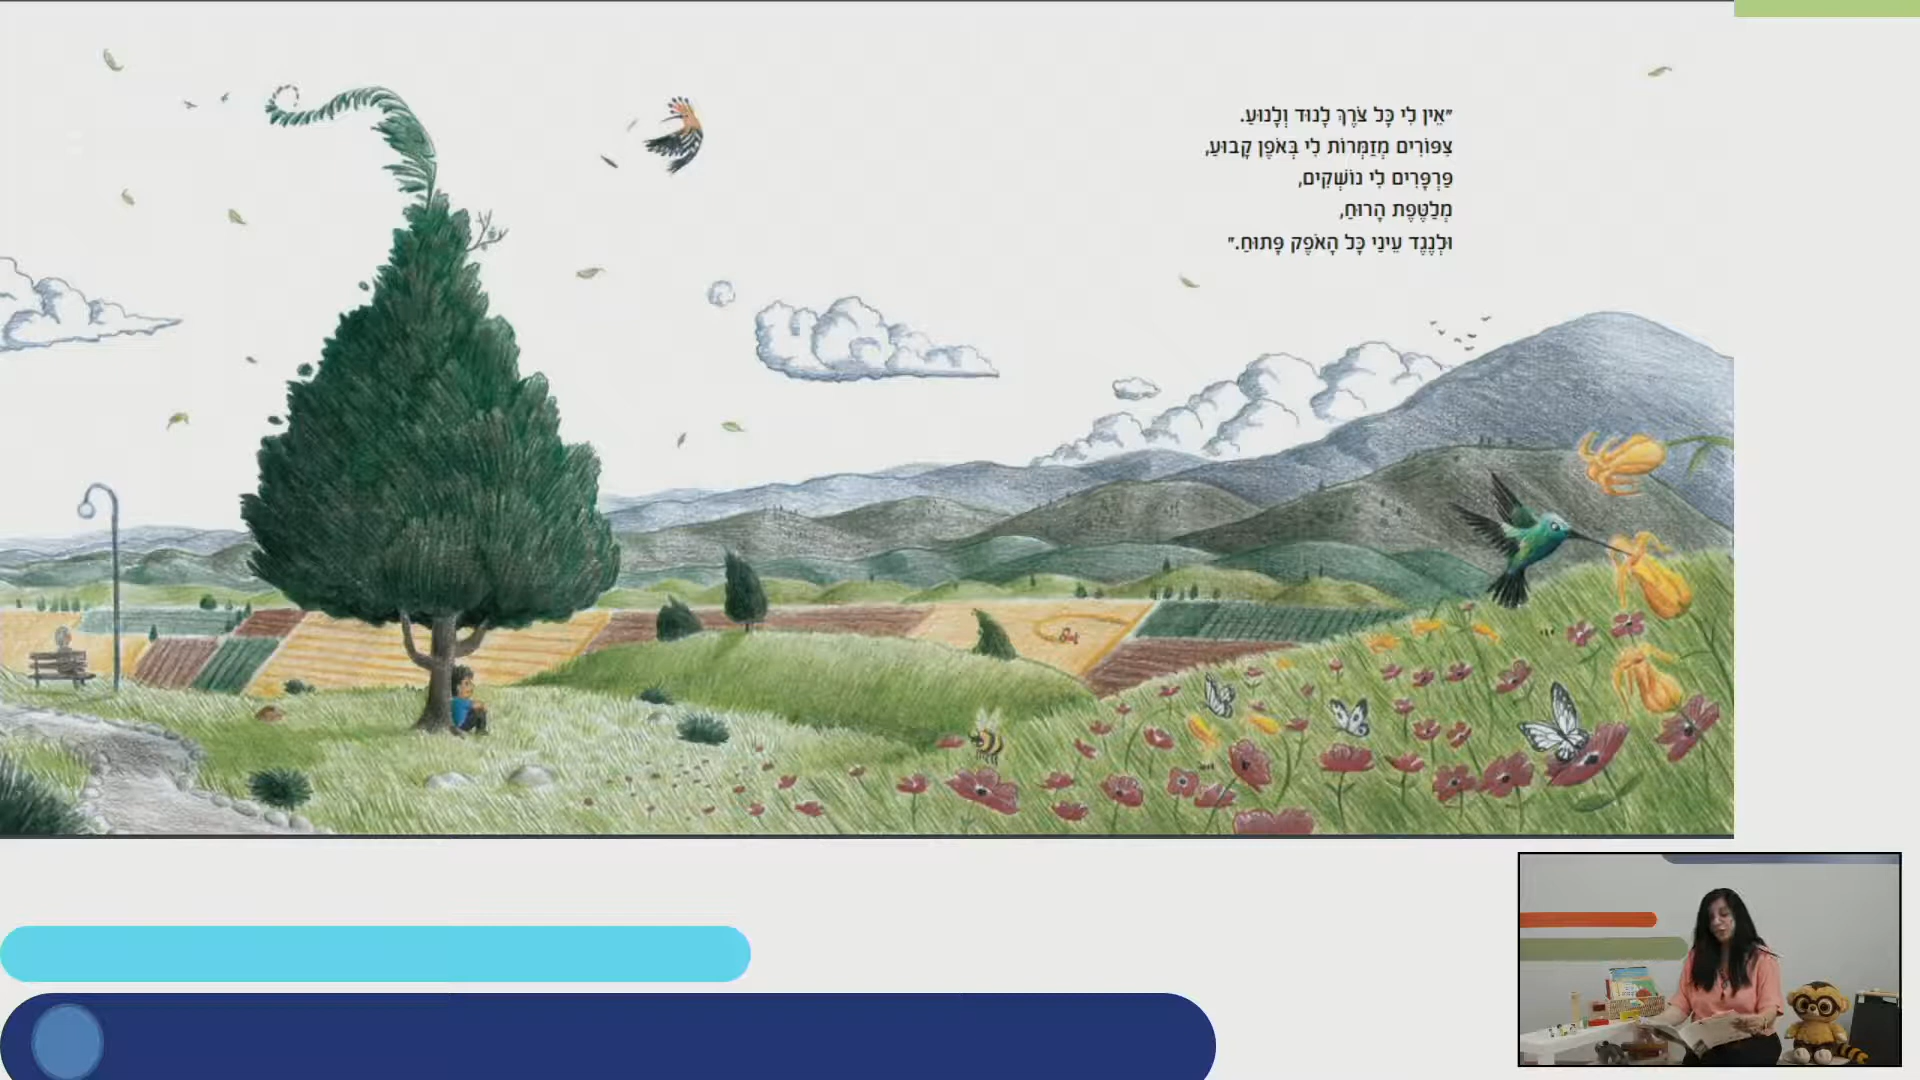 "אֵין לִי כָּל צֹרֶךְ לָנוּד וְלָנוּעַ.
צִפּוֹרִים מְזַמְּרוֹת לִי בְּאֹפֶן קָבוּעַ,
פַּרְפָּרִים לִי נוֹשְׁקִים,
מְלַטֶּפֶת הָרוּחַ,
וּלְנֶגֶד עֵינַי כָּל הָאֹפֶק פָּתוּחַ."